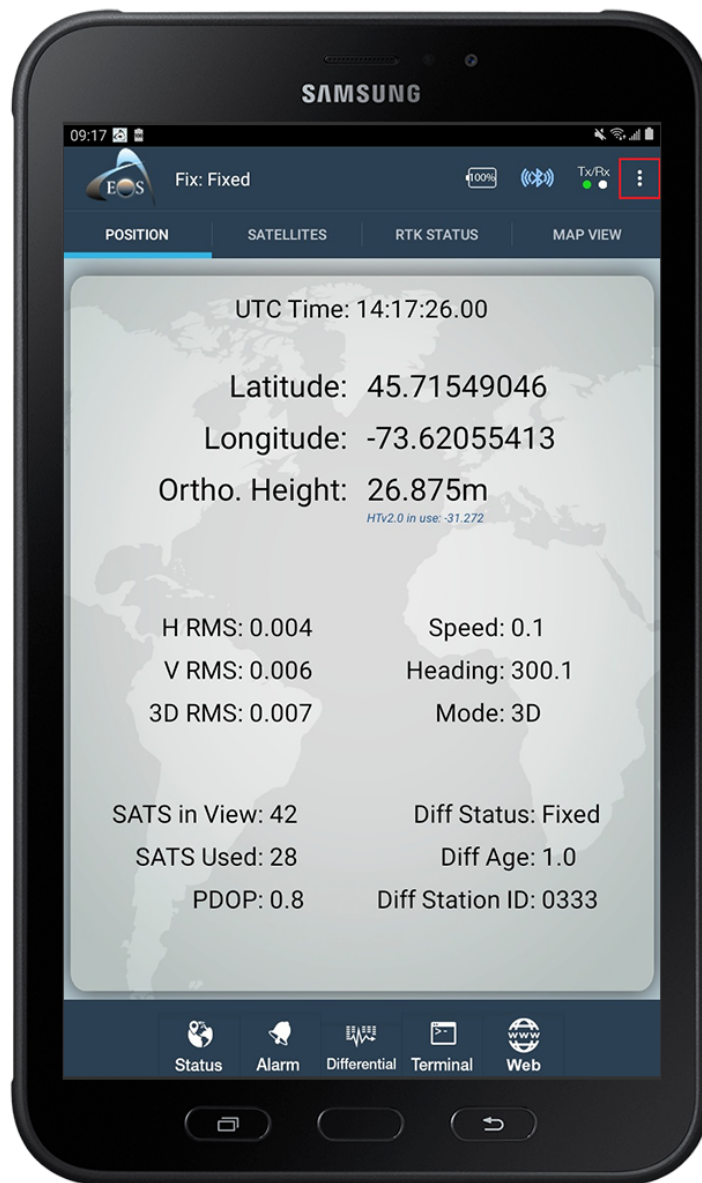 SAMSUNG
09:17
EOS Fix: Fixed 100% Tx/Rx
POSITION SATELLITES RTK STATUS MAP VIEW
UTC Time: 14:17:26.00
Latitude: 45.71549046
Longitude: -73.62055413
Ortho. Height: 26.875m
HTv2.0 in use: -31.272
H RMS: 0.004 Speed: 0.1
V RMS: 0.006 Heading: 300.1
3D RMS: 0.007 Mode: 3D
SATS in View: 42 Diff Status: Fixed
SATS Used: 28 Diff Age: 1.0
PDOP: 0.8 Diff Station ID: 0333
www
Status Alarm Differential Terminal Web